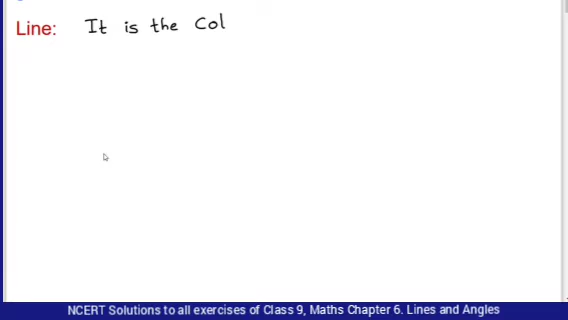 Line: It is the Col
NCERT Solutions to all exercises of Class 9, Maths Chapter 6. Lines and Angles